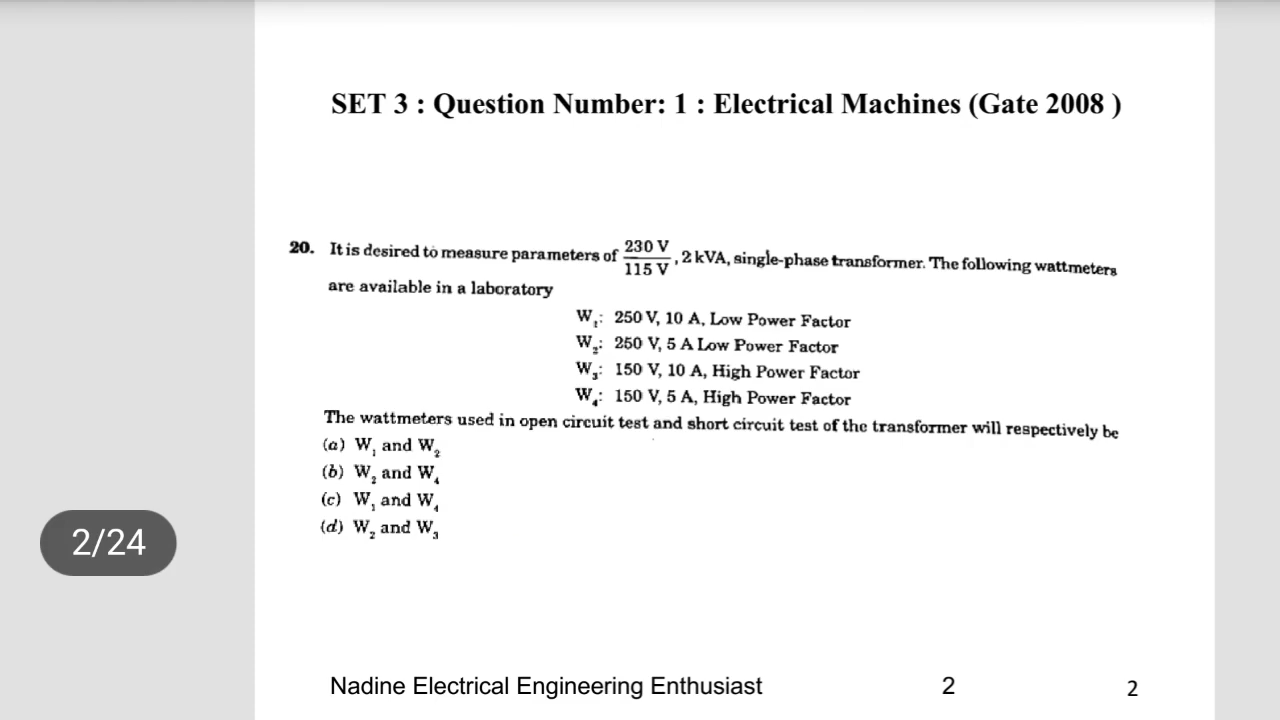 SET 3 : Question Number: 1 : Electrical Machines (Gate 2008 )
20. It is desired to measure parameters of 230 V / 115 V, 2 kVA, single-phase transformer. The following wattmeters
are available in a laboratory
W₁: 250 V, 10 A, Low Power Factor
W₂: 250 V, 5 A Low Power Factor
W₃: 150 V, 10 A, High Power Factor
W₄: 150 V, 5 A, High Power Factor
The wattmeters used in open circuit test and short circuit test of the transformer will respectively be
(a) W₁ and W₂
(b) W₂ and W₄
(c) W₁ and W₄
(d) W₂ and W₃
2/24
Nadine Electrical Engineering Enthusiast 2 2